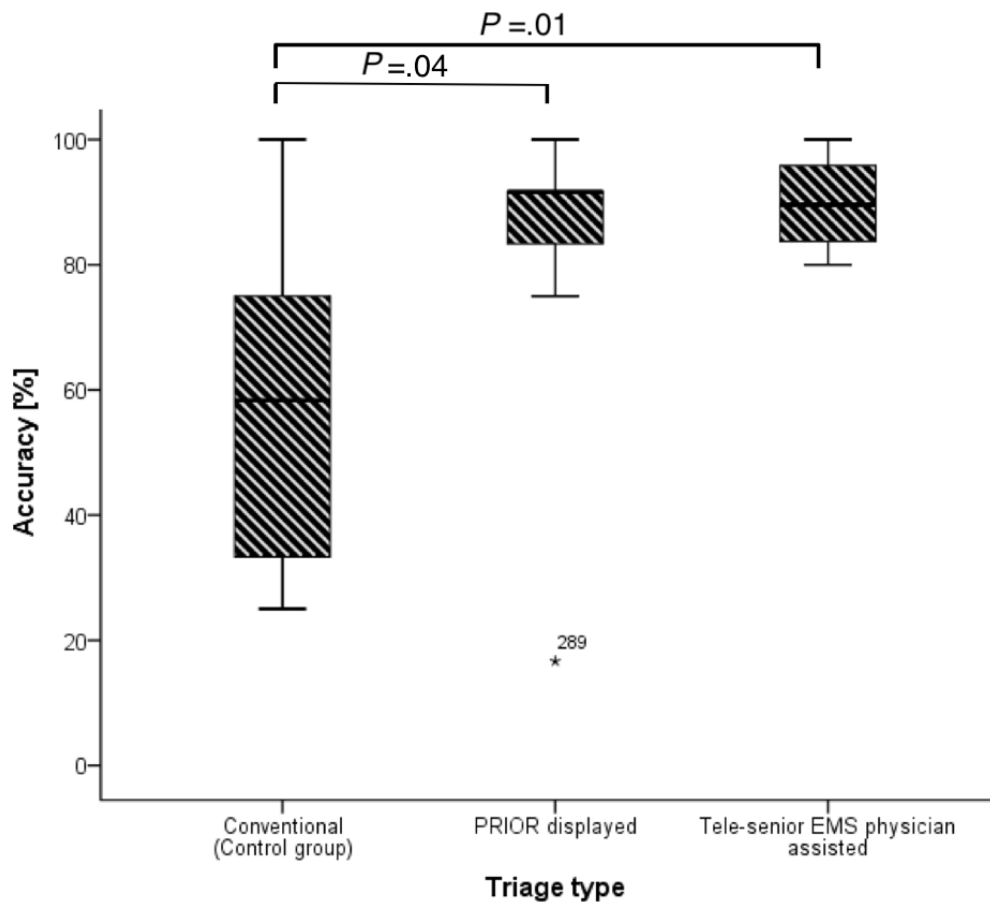 P =.01
P =.04
Accuracy [%]
100
80
60
40
20
0
289
*
Conventional
(Control group)
PRIOR displayed
Tele-senior EMS physician
assisted
Triage type